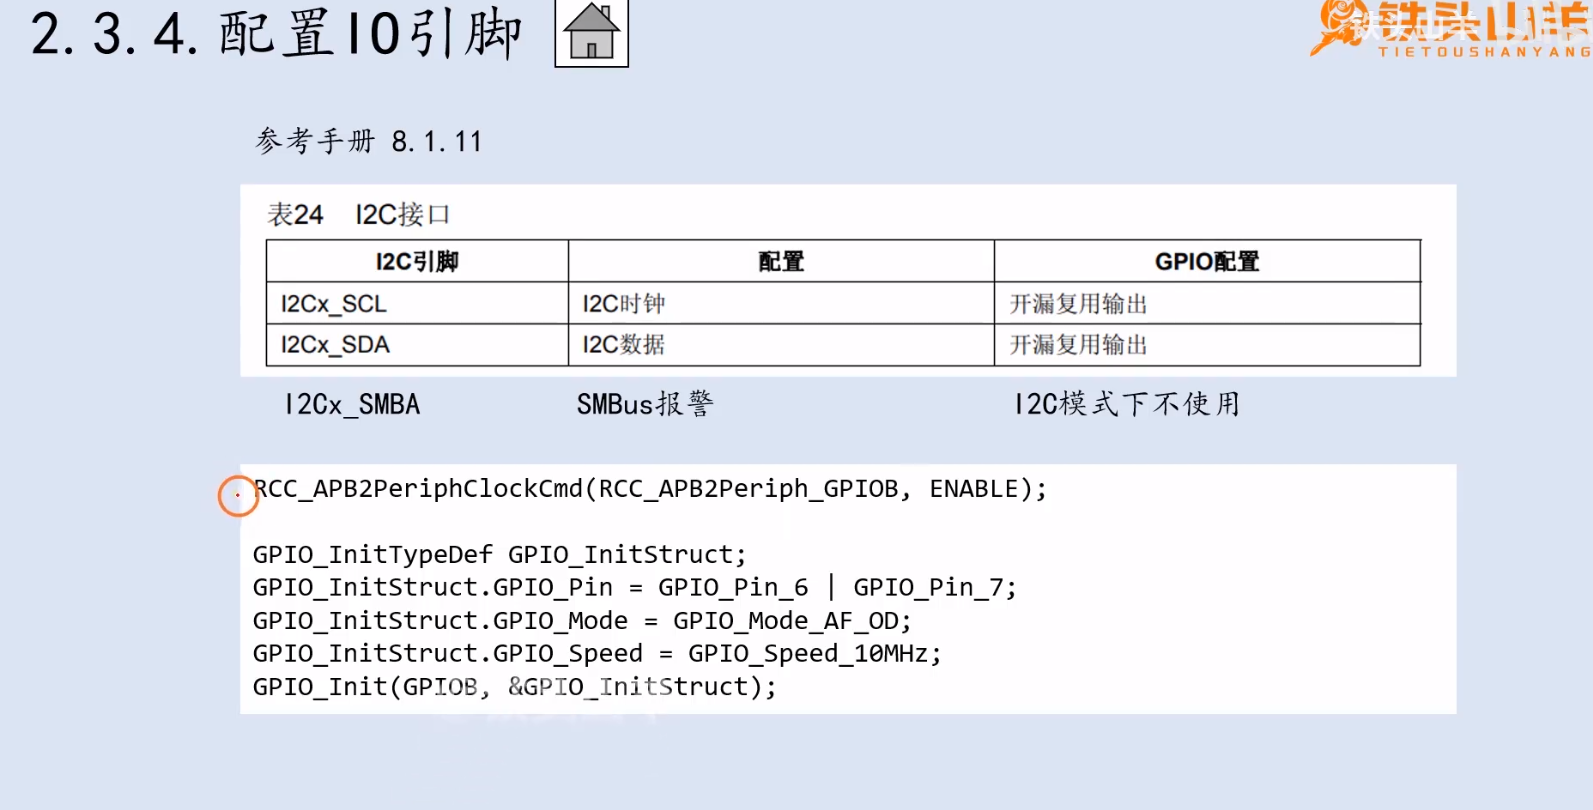 2.3.4.配置IO引脚
铁头山羊
TIETOUSHANYANG
参考手册 8.1.11
表24 I2C接口
I2C引脚 配置 GPIO配置
I2Cx_SCL I2C时钟 开漏复用输出
I2Cx_SDA I2C数据 开漏复用输出
I2Cx_SMBA SMBus报警 I2C模式下不使用
RCC_APB2PeriphClockCmd(RCC_APB2Periph_GPIOB, ENABLE);
GPIO_InitTypeDef GPIO_InitStruct;
GPIO_InitStruct.GPIO_Pin = GPIO_Pin_6 | GPIO_Pin_7;
GPIO_InitStruct.GPIO_Mode = GPIO_Mode_AF_OD;
GPIO_InitStruct.GPIO_Speed = GPIO_Speed_10MHz;
GPIO_Init(GPIOB, &GPIO_InitStruct);